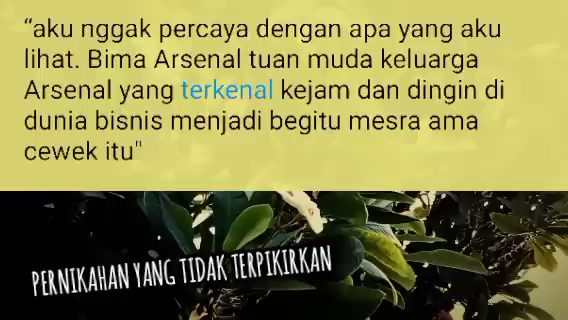 “aku nggak percaya dengan apa yang aku
lihat. Bima Arsenal tuan muda keluarga
Arsenal yang terkenal kejam dan dingin di
dunia bisnis menjadi begitu mesra ama
cewek itu"
PERNIKAHAN YANG TIDAK TERPIKIRKAN